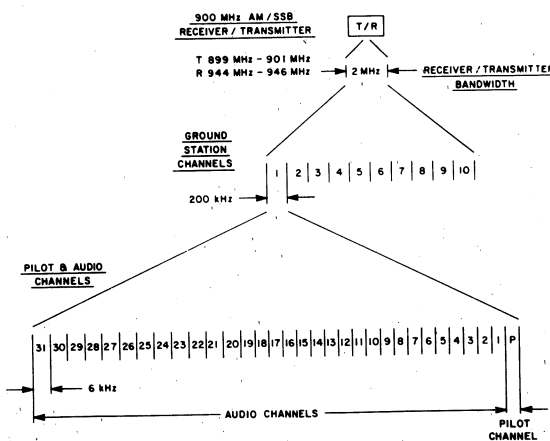 900 MHz AM/SSB
RECEIVER/TRANSMITTER
T/R
T 899 MHz - 901 MHz
R 944 MHz - 946 MHz
2 MHz
RECEIVER/TRANSMITTER
BANDWIDTH
GROUND
STATION
CHANNELS
1 2 3 4 5 6 7 8 9 10
200 kHz
PILOT & AUDIO
CHANNELS
31 30 29 28 27 26 25 24 23 22 21 20 19 18 17 16 15 14 13 12 11 10 9 8 7 6 5 4 3 2 1 P
6 kHz
AUDIO CHANNELS
PILOT
CHANNEL